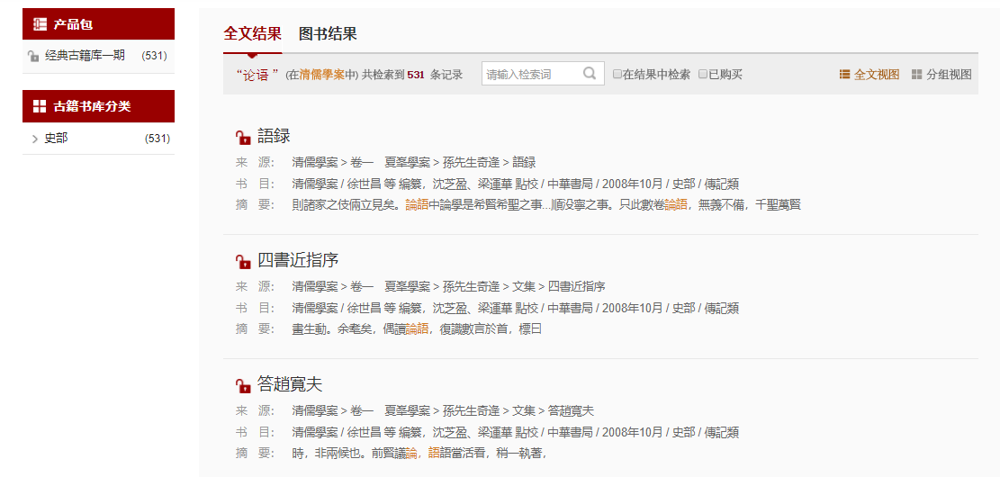 产品包
经典古籍库一期 (531)
古籍书库分类
史部 (531)
全文结果 图书结果
“论语 ” (在清儒學案中) 共检索到 531 条记录 请输入检索词 在结果中检索 已购买 全文视图 分组视图
語録
来 源： 清儒學案 > 卷一 夏峯學案 > 孫先生奇逢 > 語録
书 目： 清儒學案 / 徐世昌 等 編纂，沈芝盈、梁運華 點校 / 中華書局 / 2008年10月 / 史部 / 傳記類
摘 要： 則諸家之伎倆立見矣。論語中論學是希賢希聖之事...順没寧之事。只此數卷論語，無義不備，千聖萬賢
四書近指序
来 源： 清儒學案 > 卷一 夏峯學案 > 孫先生奇逢 > 文集 > 四書近指序
书 目： 清儒學案 / 徐世昌 等 編纂，沈芝盈、梁運華 點校 / 中華書局 / 2008年10月 / 史部 / 傳記類
摘 要： 畫生動。余耄矣，偶讀論語，復識數言於首，標曰
答趙寬夫
来 源： 清儒學案 > 卷一 夏峯學案 > 孫先生奇逢 > 文集 > 答趙寬夫
书 目： 清儒學案 / 徐世昌 等 編纂，沈芝盈、梁運華 點校 / 中華書局 / 2008年10月 / 史部 / 傳記類
摘 要： 時，非兩候也。前賢議論，語語當活看，稍一執著，